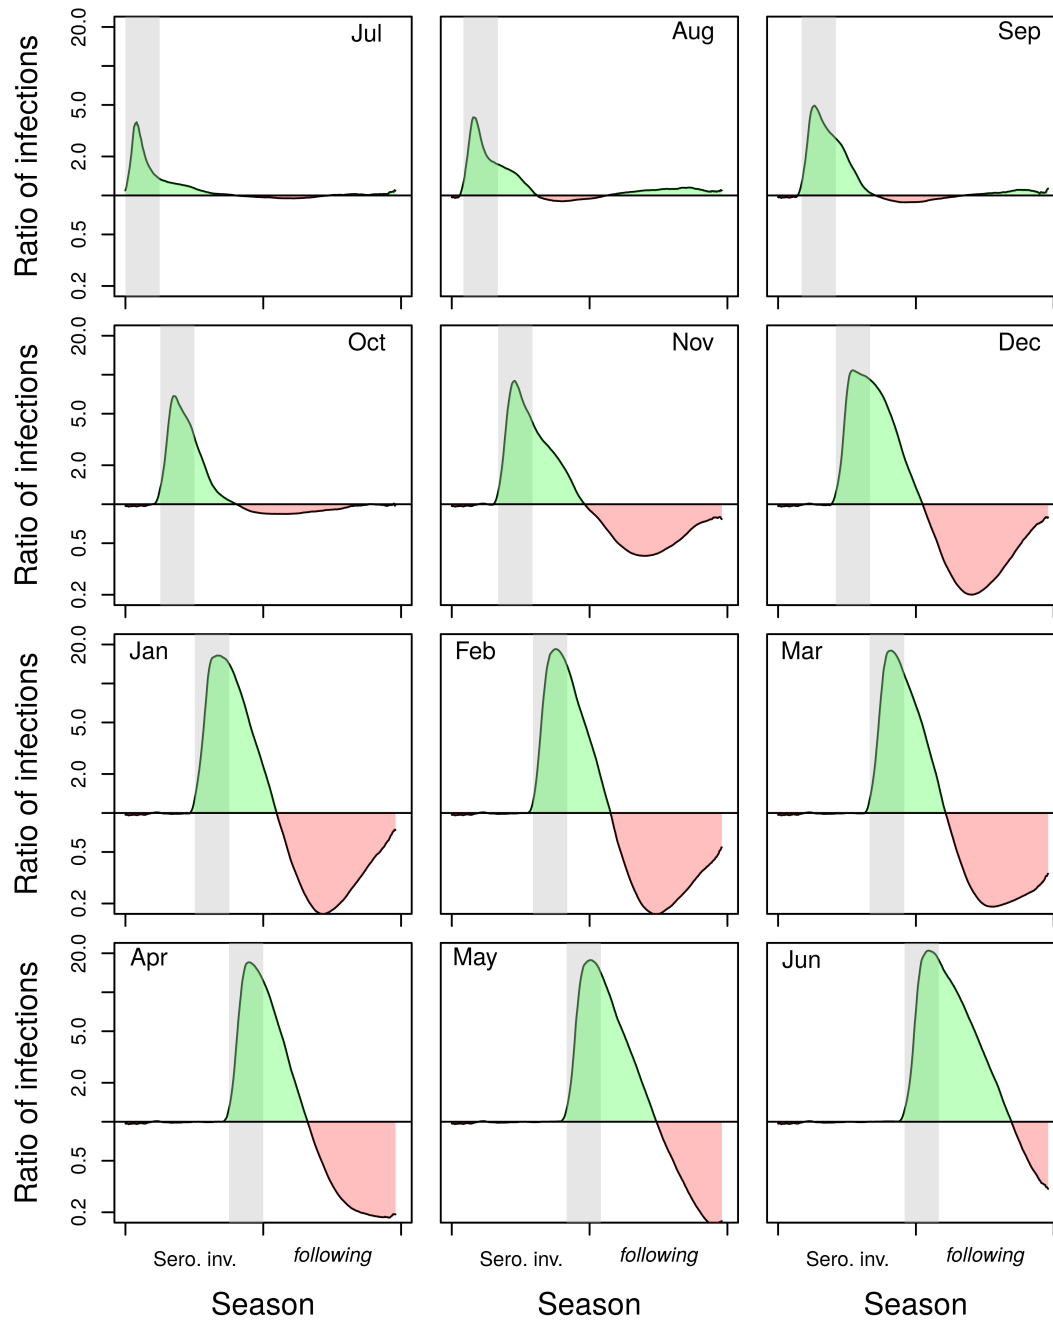 Jul
Aug
Sep
Ratio of infections
20.0
5.0
2.0
0.5
0.2
Oct
Nov
Dec
Ratio of infections
20.0
5.0
2.0
0.5
0.2
Jan
Feb
Mar
Ratio of infections
20.0
5.0
2.0
0.5
0.2
Apr
May
Jun
Ratio of infections
20.0
5.0
2.0
0.5
0.2
Sero. inv. following
Sero. inv. following
Sero. inv. following
Season
Season
Season